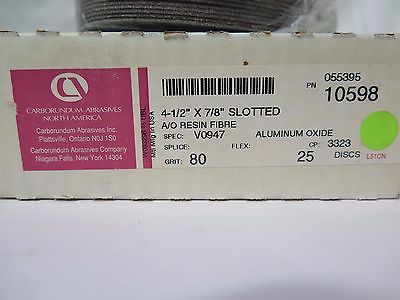 CARBORUNDUM ABRASIVES
NORTH AMERICA
Carborundum Abrasives Inc.
Plattsville, Ontario N0J 1S0
Carborundum Abrasives Company
Niagara Falls, New York 14304
055395
PN 10598
4-1/2" X 7/8" SLOTTED
A/O RESIN FIBRE
SPEC: V0947 ALUMINUM OXIDE
SPLICE: FLEX: CP: 3323
GRIT: 80 25 DISCS